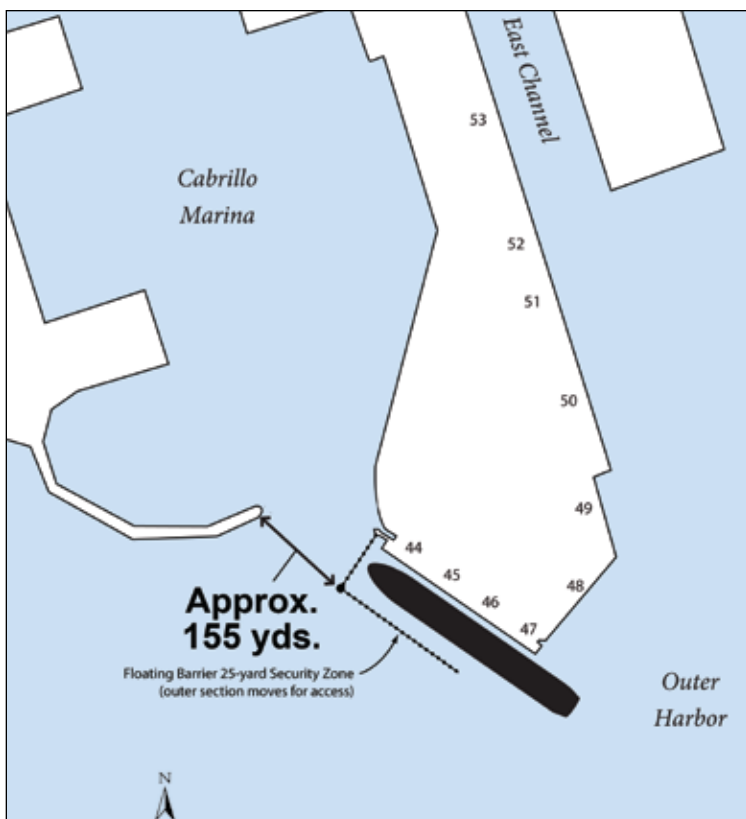 East Channel
53
Cabrillo
Marina
52
51
50
49
44
45
48
46
47
Approx.
155 yds.
Floating Barrier 25-yard Security Zone
(outer section moves for access)
Outer
Harbor
N